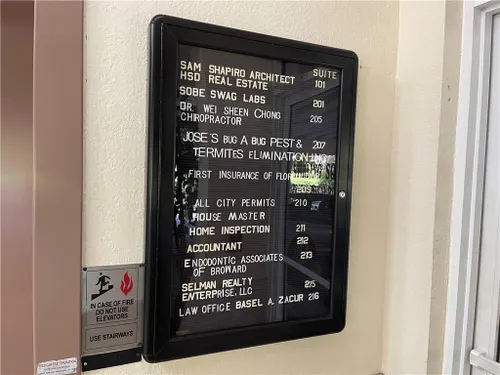 SAM SHAPIRO ARCHITECT SUITE
HSD REAL ESTATE 101
SOBE SWAG LABS 201
DR. WEI SHEEN CHONG
CHIROPRACTOR 205
JOSE'S BUG A BUG PEST & 207
TERMITES ELIMINATION INC
FIRST INSURANCE OF FLORIDA
209
ALL CITY PERMITS 210
HOUSE MASTER
HOME INSPECTION 211
ACCOUNTANT 212
ENDODONTIC ASSOCIATES 213
OF BROWARD
SELMAN REALTY 215
ENTERPRISE, LLC
LAW OFFICE BASEL A. ZACUR 216
IN CASE OF FIRE
DO NOT USE
ELEVATORS
USE STAIRWAYS